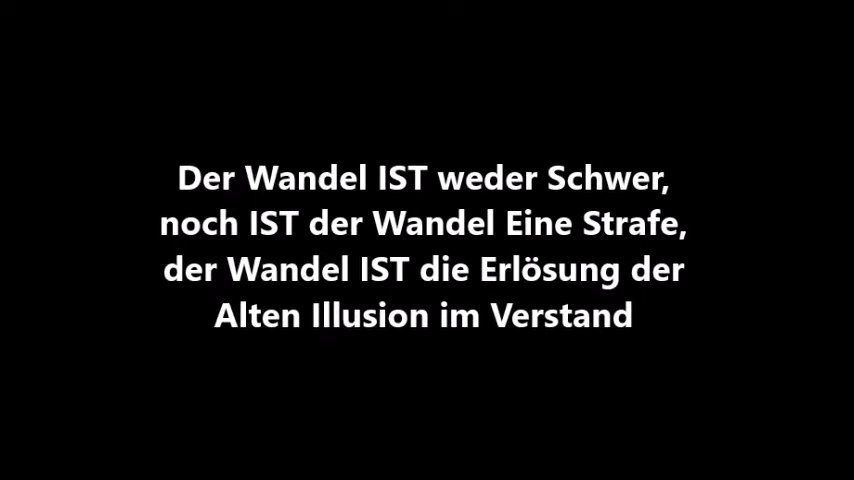 Der Wandel IST weder Schwer,
noch IST der Wandel Eine Strafe,
der Wandel IST die Erlösung der
Alten Illusion im Verstand